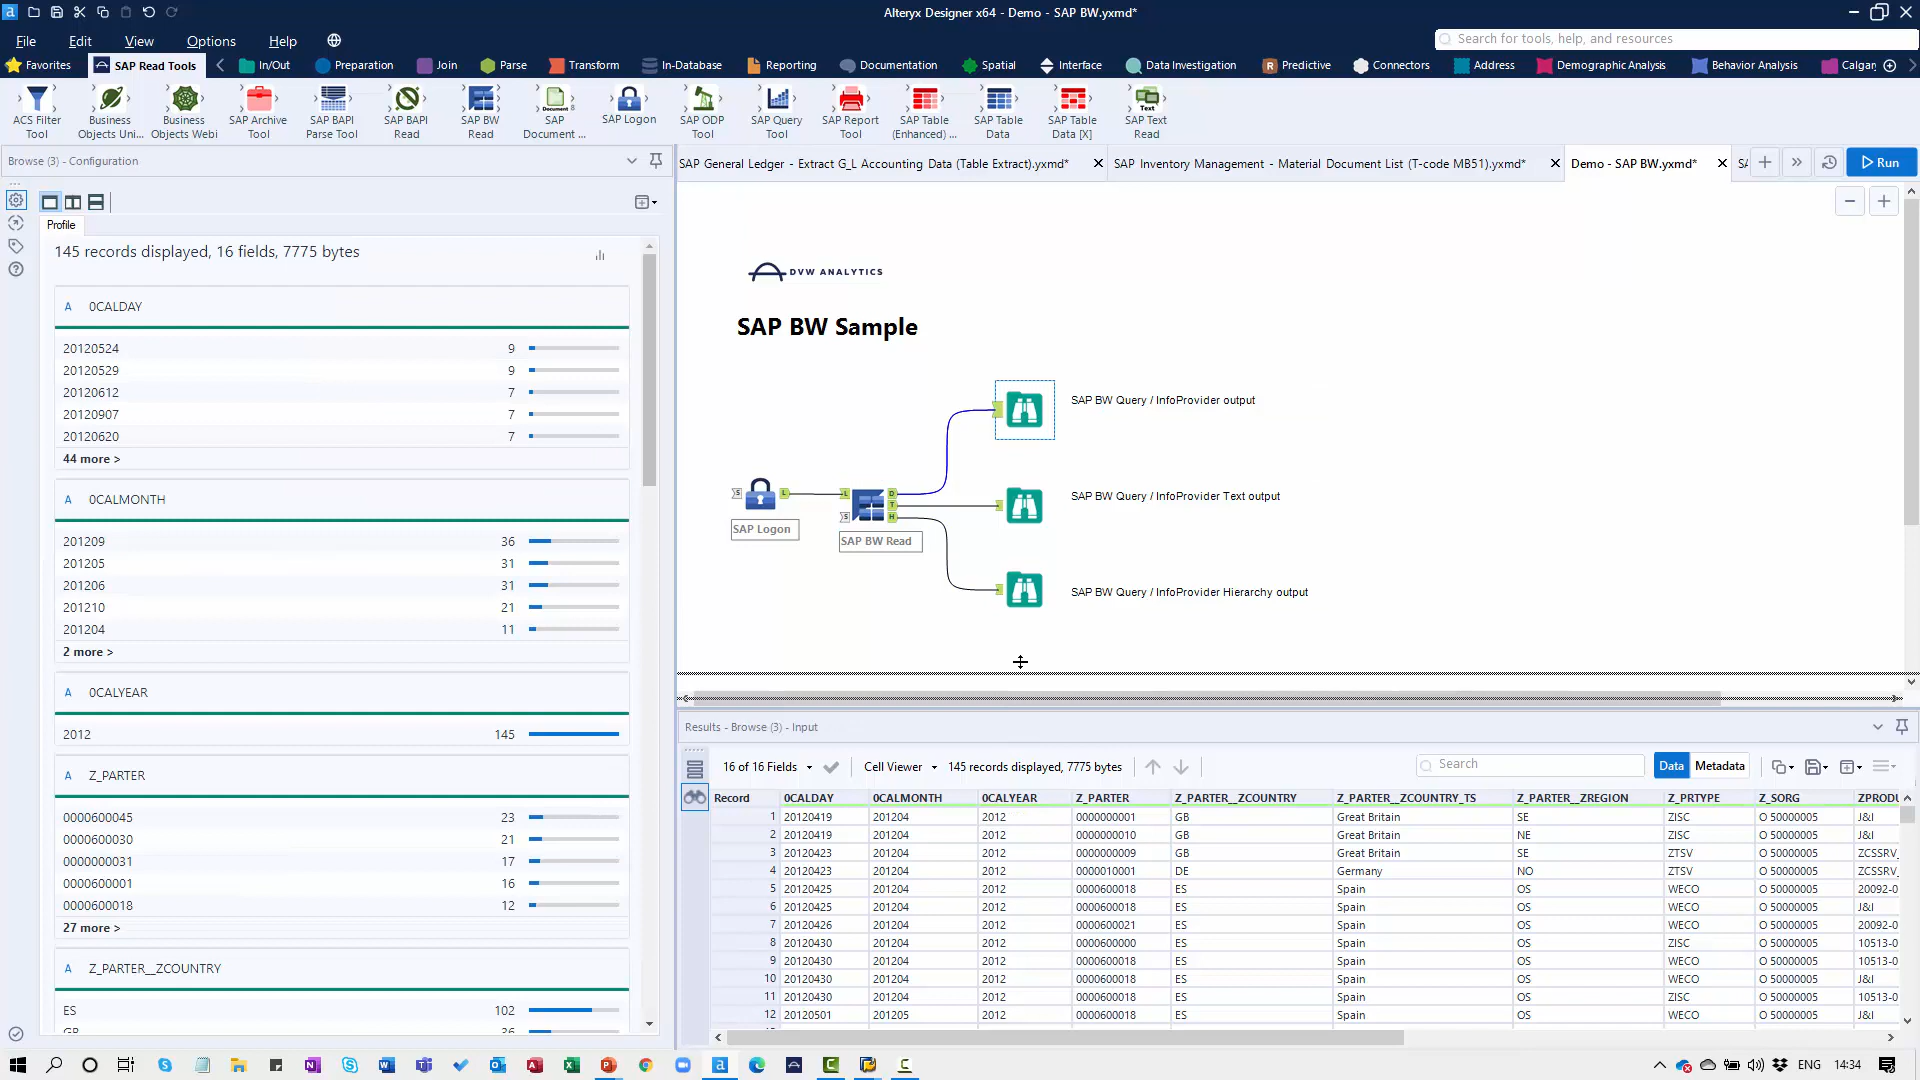 Alteryx Designer x64 - Demo - SAP BW.yxmd*
File Edit View Options Help
Search for tools, help, and resources
Favorites SAP Read Tools In/Out Preparation Join Parse Transform In-Database Reporting Documentation Spatial Interface Data Investigation Predictive Connectors Address Demographic Analysis Behavior Analysis Calgar
ACS Filter Tool
Business Objects Uni...
Business Objects Webi
SAP Archive Tool
SAP BAPI Parse Tool
SAP BAPI Read
SAP BW Read
SAP Document ...
SAP Logon
SAP ODP Tool
SAP Query Tool
SAP Report Tool
SAP Table (Enhanced) ...
SAP Table Data
SAP Table Data [X]
SAP Text Read
Browse (3) - Configuration
SAP General Ledger - Extract G_L Accounting Data (Table Extract).yxmd*
SAP Inventory Management - Material Document List (T-code MB51).yxmd*
Demo - SAP BW.yxmd*
Run
Profile
145 records displayed, 16 fields, 7775 bytes
A 0CALDAY
20120524 9
20120529 9
20120612 7
20120907 7
20120620 7
44 more >
A 0CALMONTH
201209 36
201205 31
201206 31
201210 21
201204 11
2 more >
A 0CALYEAR
2012 145
A Z_PARTER
0000600045 23
0000600030 21
0000000031 17
0000600001 16
0000600018 12
27 more >
A Z_PARTER__ZCOUNTRY
ES 102
GB 36
DVW ANALYTICS
SAP BW Sample
SAP BW Query / InfoProvider output
SAP BW Query / InfoProvider Text output
SAP BW Query / InfoProvider Hierarchy output
SAP Logon
SAP BW Read
Results - Browse (3) - Input
16 of 16 Fields Cell Viewer 145 records displayed, 7775 bytes Search Data Metadata
Record 0CALDAY 0CALMONTH 0CALYEAR Z_PARTER Z_PARTER__ZCOUNTRY Z_PARTER__ZCOUNTRY_TS Z_PARTER__ZREGION Z_PRTYPE Z_SORG ZPRODU
1 20120419 201204 2012 0000000001 GB Great Britain SE ZISC O 50000005 J&I
2 20120419 201204 2012 0000000010 GB Great Britain NE ZISC O 50000005 J&I
3 20120423 201204 2012 0000000009 GB Great Britain SE ZTSV O 50000005 ZCSSRV_
4 20120423 201204 2012 0000010001 DE Germany NO ZTSV O 50000005 ZCSSRV_
5 20120425 201204 2012 0000600018 ES Spain OS WECO O 50000005 20092-0
6 20120425 201204 2012 0000600018 ES Spain OS WECO O 50000005 J&I
7 20120426 201204 2012 0000600021 ES Spain OS WECO O 50000005 20092-0
8 20120430 201204 2012 0000600000 ES Spain OS ZISC O 50000005 10513-0
9 20120430 201204 2012 0000600018 ES Spain OS WECO O 50000005 10513-0
10 20120430 201204 2012 0000600018 ES Spain OS WECO O 50000005 J&I
11 20120430 201204 2012 0000600018 ES Spain OS ZISC O 50000005 10513-0
12 20120501 201205 2012 0000600018 ES Spain OS WECO O 50000005 J&I
ENG 14:34